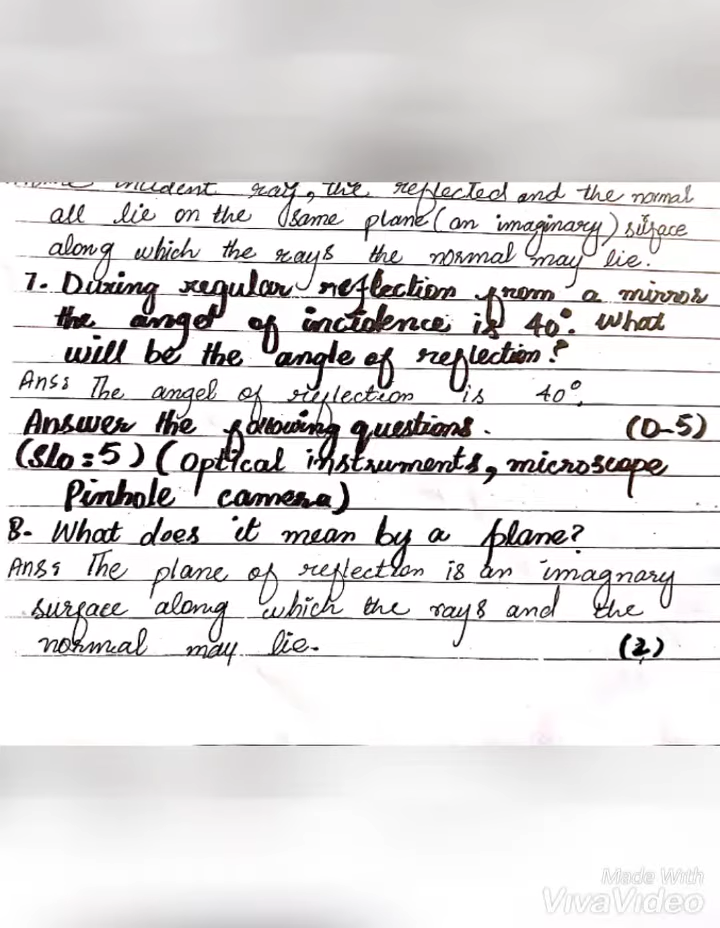 incident ray, the reflected and the normal
all lie on the same plane (an imaginary) surface
along which the rays the normal may lie.
7. During regular reflection from a mirror
the angel of incidence is 40°. What
will be the angle of reflection?
Ans: The angel of reflection is 40°.
Answer the following questions. (D-5)
(Slo=5) (Optical instruments, microscope
Pinhole camera)
8- What does it mean by a plane?
Ans: The plane of reflection is an imagnary
surface along which the rays and the
normal may lie. (2)
Made With
VivaVideo